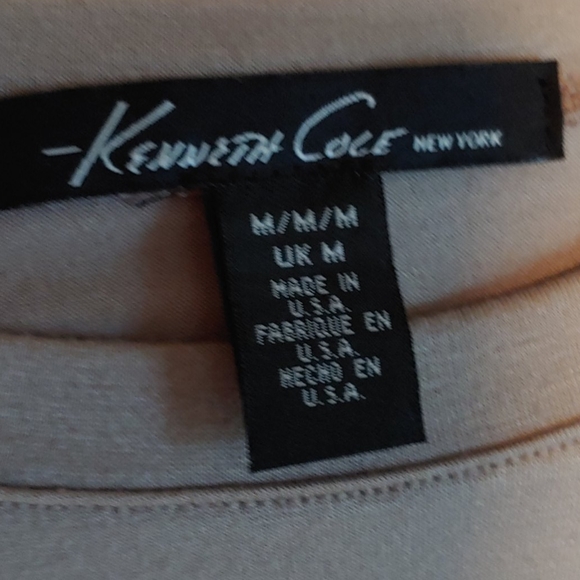 -Kenneth Cole NEW YORK
M/M/M
UK M
MADE IN
U.S.A.
FABRIQUE EN
U.S.A.
HECHO EN
U.S.A.